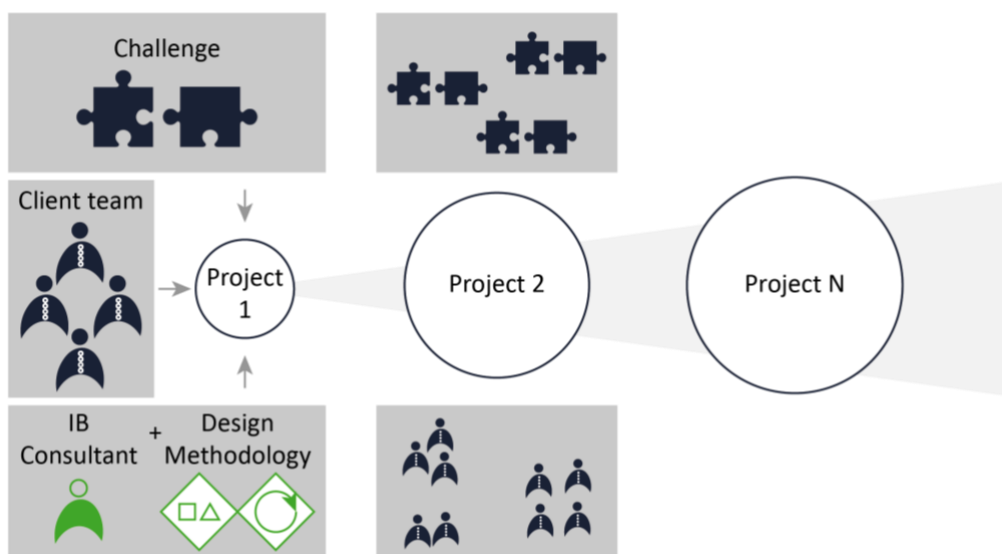 Challenge
Client team
Project
1
Project 2
Project N
IB
Consultant
+
Design
Methodology